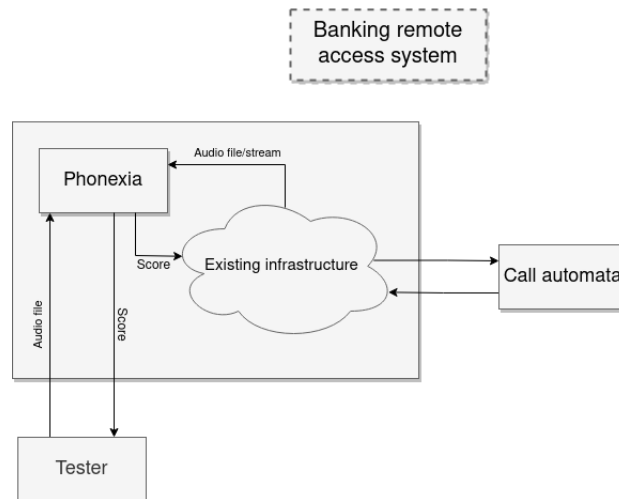 Banking remote
access system
Audio file/stream
Phonexia
Score
Existing infrastructure
Call automata
Audio file
Score
Tester